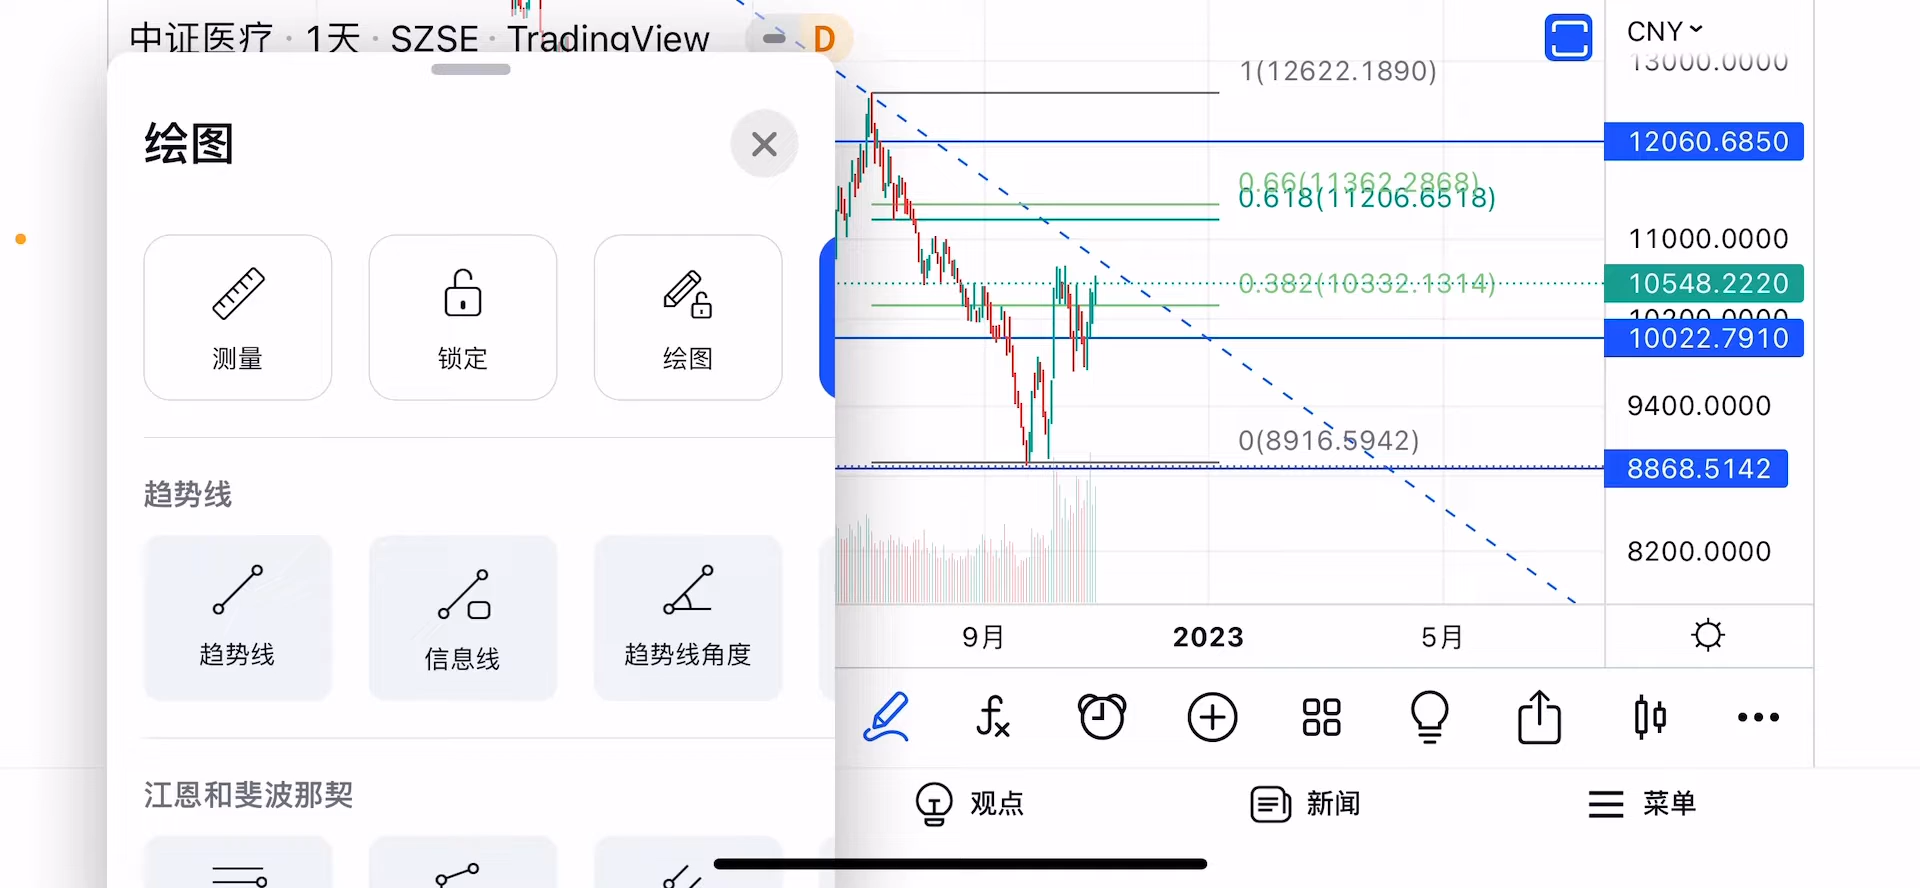 中证医疗 · 1天 · SZSE · TradingView
D
CNY
13000.0000
1(12622.1890)
绘图
12060.6850
0.66(11362.2868)
0.618(11206.6518)
11000.0000
0.382(10332.1314)
10548.2220
10200.0000
10022.7910
测量
锁定
绘图
9400.0000
0(8916.5942)
8868.5142
趋势线
8200.0000
趋势线
信息线
趋势线角度
9月
2023
5月
江恩和斐波那契
观点
新闻
菜单